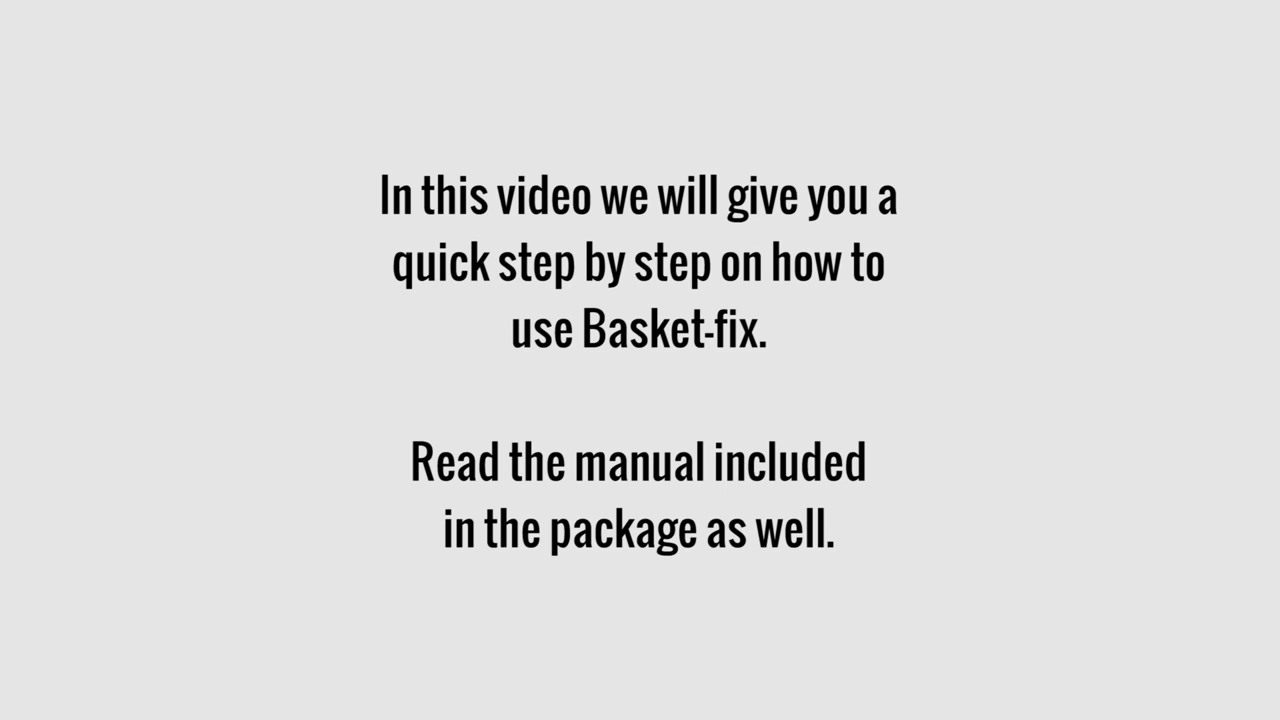 In this video we will give you a
quick step by step on how to
use Basket-fix.
Read the manual included
in the package as well.